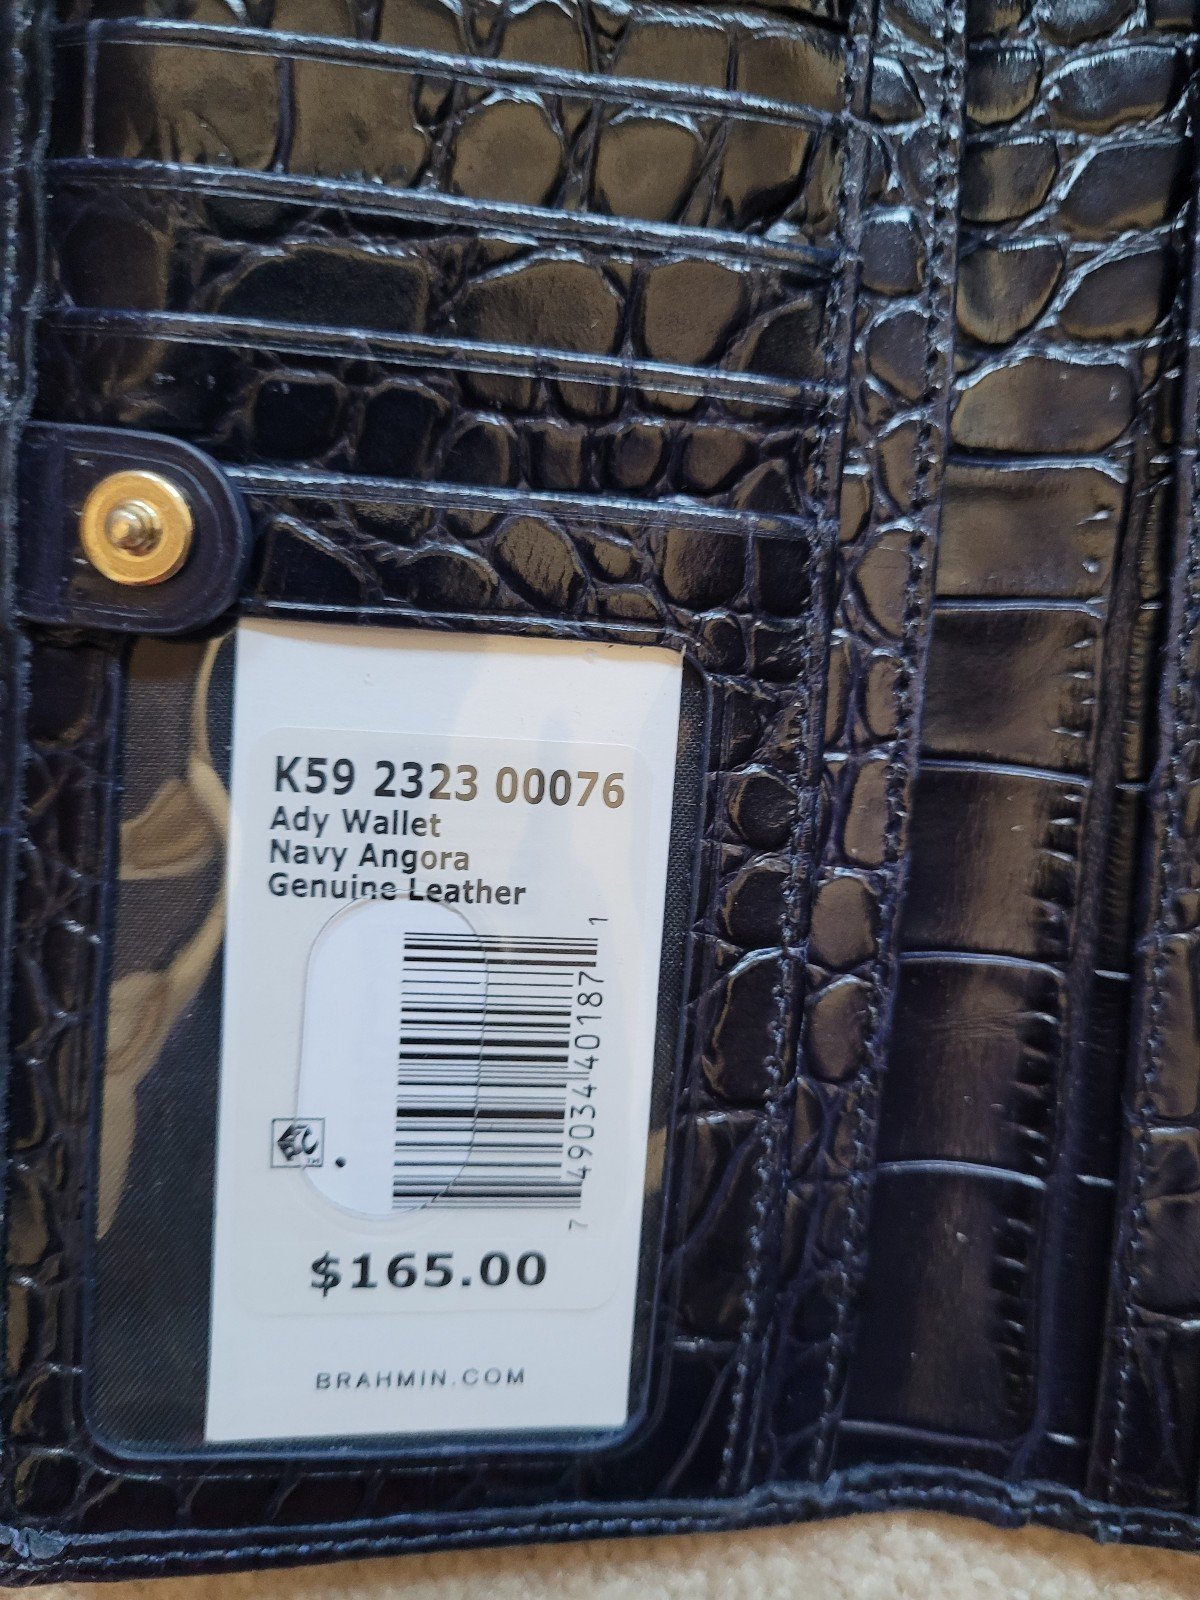 K59 2323 00076
Ady Wallet
Navy Angora
Genuine Leather
7 49034 40187 1
$165.00
BRAHMIN.COM